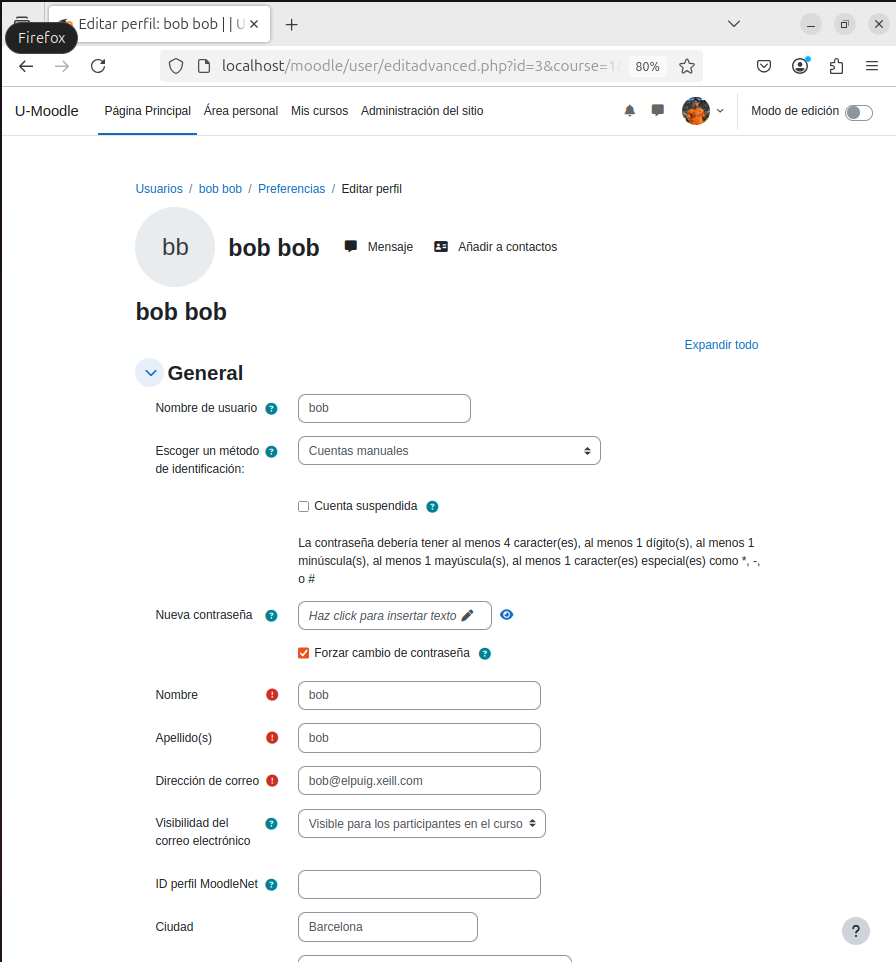 Editar perfil: bob bob | | U
Firefox
localhost/moodle/user/editadvanced.php?id=3&course=1
80%
U-Moodle
Página Principal
Área personal
Mis cursos
Administración del sitio
Modo de edición
Usuarios / bob bob / Preferencias / Editar perfil
bb
bob bob
Mensaje
Añadir a contactos
bob bob
Expandir todo
General
Nombre de usuario ?
bob
Escoger un método ?
de identificación:
Cuentas manuales
Cuenta suspendida ?
La contraseña debería tener al menos 4 caracter(es), al menos 1 dígito(s), al menos 1
minúscula(s), al menos 1 mayúscula(s), al menos 1 caracter(es) especial(es) como *, -,
o #
Nueva contraseña ?
Haz click para insertar texto
Forzar cambio de contraseña ?
Nombre !
bob
Apellido(s) !
bob
Dirección de correo !
bob@elpuig.xeill.com
Visibilidad del ?
correo electrónico
Visible para los participantes en el curso
ID perfil MoodleNet ?
Ciudad
Barcelona
?